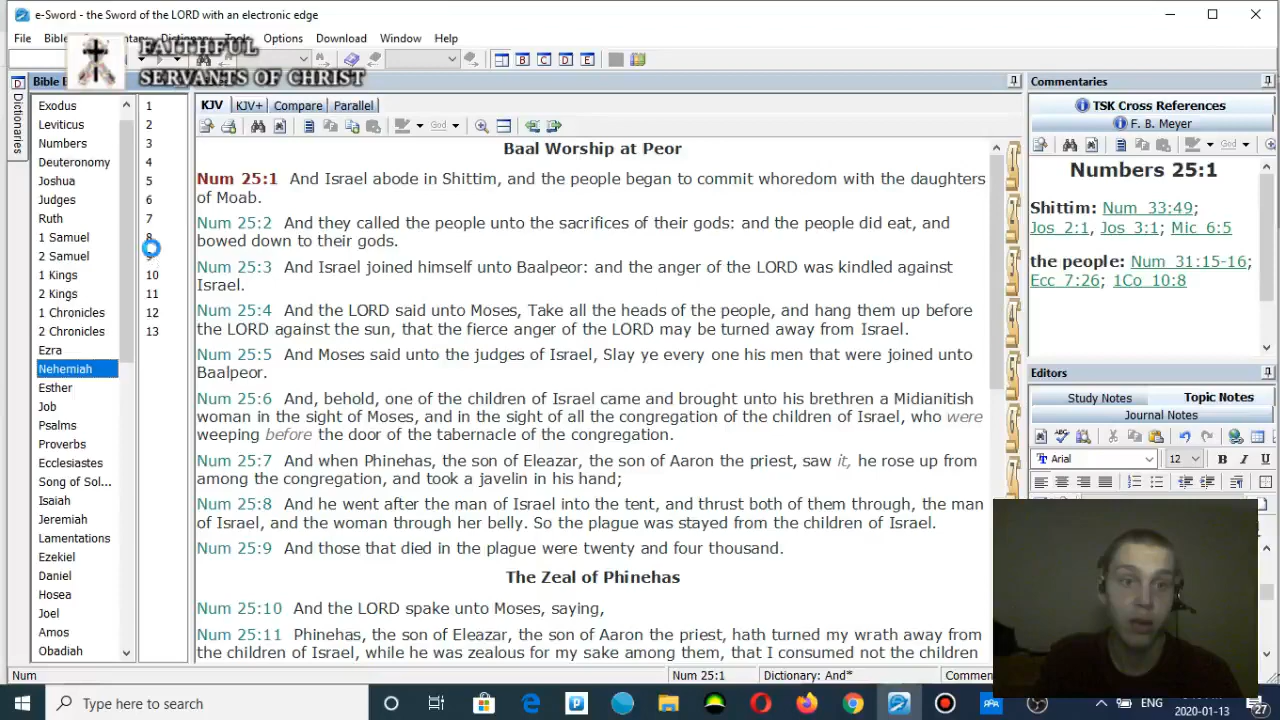 e-Sword - the Sword of the LORD with an electronic edge
File Bible Options Download Window Help
FAITHFUL
SERVANTS OF CHRIST
Dictionaries
Exodus
Leviticus
Numbers
Deuteronomy
Joshua
Judges
Ruth
1 Samuel
2 Samuel
1 Kings
2 Kings
1 Chronicles
2 Chronicles
Ezra
Nehemiah
Esther
Job
Psalms
Proverbs
Ecclesiastes
Song of Sol...
Isaiah
Jeremiah
Lamentations
Ezekiel
Daniel
Hosea
Joel
Amos
Obadiah
1
2
3
4
5
6
7
8
9
10
11
12
13
KJV KJV+ Compare Parallel
God
Baal Worship at Peor
Num 25:1 And Israel abode in Shittim, and the people began to commit whoredom with the daughters
of Moab.
Num 25:2 And they called the people unto the sacrifices of their gods: and the people did eat, and
bowed down to their gods.
Num 25:3 And Israel joined himself unto Baalpeor: and the anger of the LORD was kindled against
Israel.
Num 25:4 And the LORD said unto Moses, Take all the heads of the people, and hang them up before
the LORD against the sun, that the fierce anger of the LORD may be turned away from Israel.
Num 25:5 And Moses said unto the judges of Israel, Slay ye every one his men that were joined unto
Baalpeor.
Num 25:6 And, behold, one of the children of Israel came and brought unto his brethren a Midianitish
woman in the sight of Moses, and in the sight of all the congregation of the children of Israel, who were
weeping before the door of the tabernacle of the congregation.
Num 25:7 And when Phinehas, the son of Eleazar, the son of Aaron the priest, saw it, he rose up from
among the congregation, and took a javelin in his hand;
Num 25:8 And he went after the man of Israel into the tent, and thrust both of them through, the man
of Israel, and the woman through her belly. So the plague was stayed from the children of Israel.
Num 25:9 And those that died in the plague were twenty and four thousand.
The Zeal of Phinehas
Num 25:10 And the LORD spake unto Moses, saying,
Num 25:11 Phinehas, the son of Eleazar, the son of Aaron the priest, hath turned my wrath away from
the children of Israel, while he was zealous for my sake among them, that I consumed not the children
1
2
3
4
5
6
7
Commentaries
TSK Cross References
F. B. Meyer
God
Numbers 25:1
Shittim: Num 33:49;
Jos 2:1, Jos 3:1; Mic 6:5
the people: Num 31:15-16;
Ecc 7:26; 1Co 10:8
Editors
Study Notes Topic Notes
Journal Notes
Arial 12 B I U
Num Num 25:1 Dictionary: And* Commen
Type here to search
ENG
2020-01-13
27